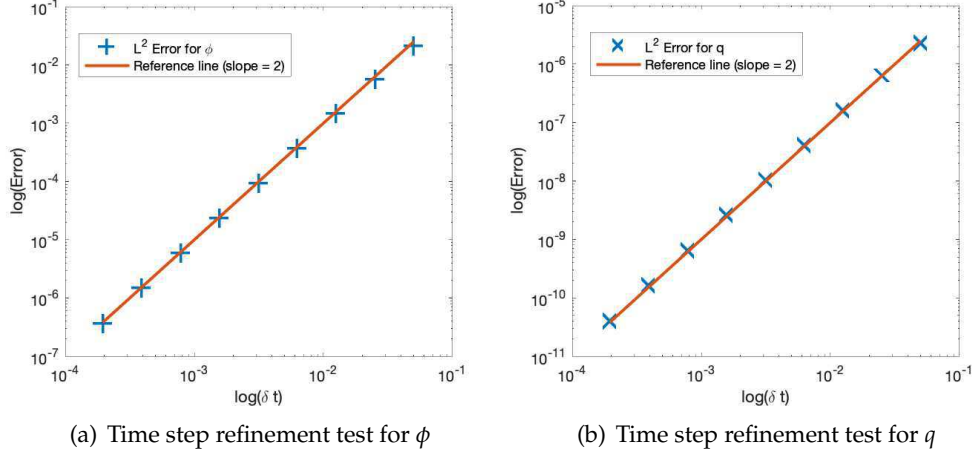 10^-1
10^-2
10^-3
10^-4
10^-5
10^-6
10^-7
log(Error)
L^2 Error for ϕ
Reference line (slope = 2)
10^-4
10^-3
10^-2
10^-1
log(δ t)
(a) Time step refinement test for ϕ
10^-5
10^-6
10^-7
10^-8
10^-9
10^-10
10^-11
log(Error)
L^2 Error for q
Reference line (slope = 2)
10^-4
10^-3
10^-2
10^-1
log(δ t)
(b) Time step refinement test for q